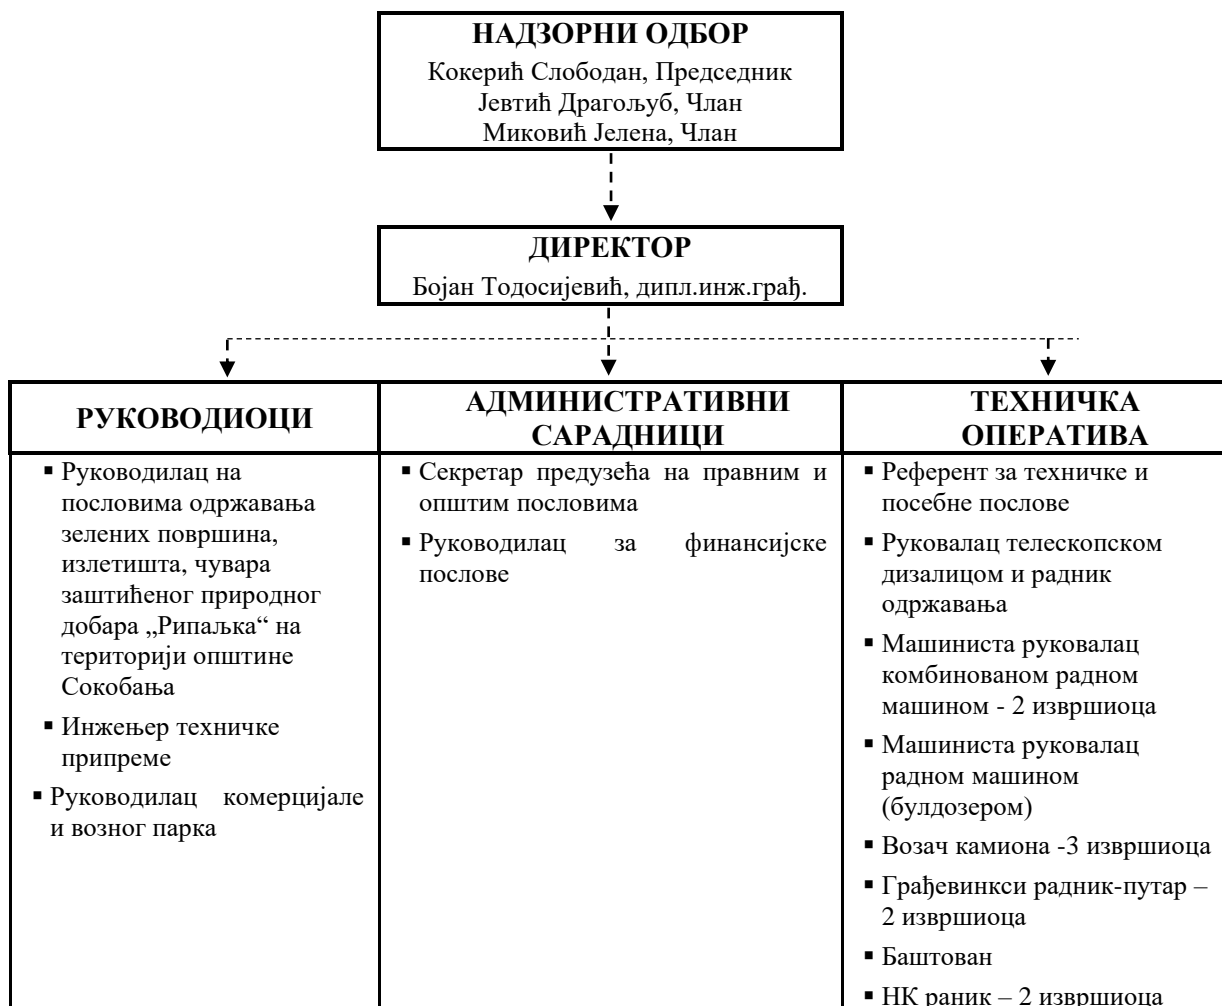 НАДЗОРНИ ОДБОР
Кокерић Слободан, Председник
Јевтић Драгољуб, Члан
Миковић Јелена, Члан
ДИРЕКТОР
Бојан Тодосијевић, дипл.инж.грађ.
РУКОВОДИОЦИ
▪ Руководилац на
пословима одржавања
зелених површина,
излетишта, чувара
заштићеног природног
добара „Рипаљка“ на
територији општине
Сокобања
▪ Инжењер техничке
припреме
▪ Руководилац комерцијале
и возног парка
АДМИНИСТРАТИВНИ
САРАДНИЦИ
▪ Секретар предузећа на правним и
општим пословима
▪ Руководилац за финансијске
послове
ТЕХНИЧКА
ОПЕРАТИВА
▪ Референт за техничке и
посебне послове
▪ Руковалац телескопском
дизалицом и радник
одржавања
▪ Машиниста руковалац
комбинованом радном
машином - 2 извршиоца
▪ Машиниста руковалац
радном машином
(булдозером)
▪ Возач камиона -3 извршиоца
▪ Грађевинкси радник-путар –
2 извршиоца
▪ Баштован
▪ НК раник – 2 извршиоца